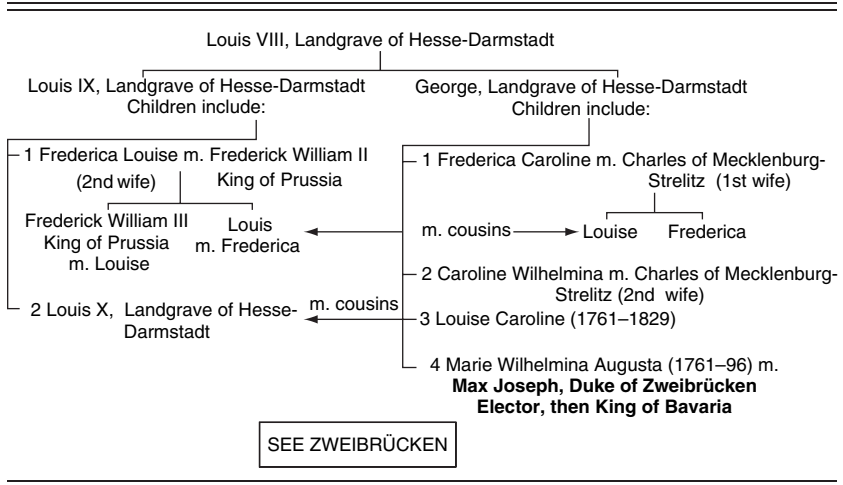 Louis VIII, Landgrave of Hesse-Darmstadt
Louis IX, Landgrave of Hesse-Darmstadt
Children include:
George, Landgrave of Hesse-Darmstadt
Children include:
1 Frederica Louise m. Frederick William II
(2nd wife) King of Prussia
Frederick William III
King of Prussia
m. Louise
Louis
m. Frederica
2 Louis X, Landgrave of Hesse-
Darmstadt
1 Frederica Caroline m. Charles of Mecklenburg-
Strelitz (1st wife)
m. cousins
Louise Frederica
2 Caroline Wilhelmina m. Charles of Mecklenburg-
Strelitz (2nd wife)
m. cousins
3 Louise Caroline (1761–1829)
4 Marie Wilhelmina Augusta (1761–96) m.
Max Joseph, Duke of Zweibrücken
Elector, then King of Bavaria
SEE ZWEIBRÜCKEN